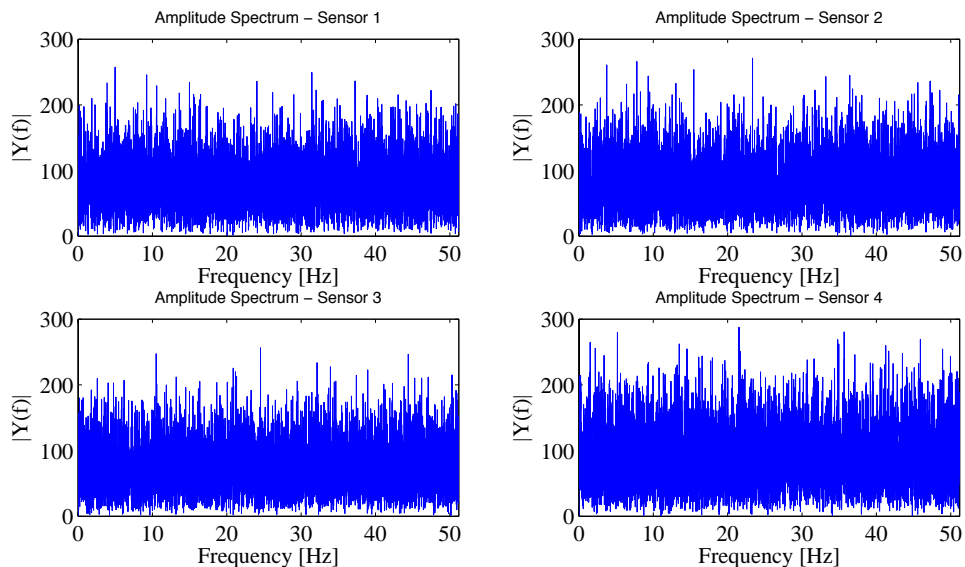 Amplitude Spectrum – Sensor 1
300
200
100
0
|Y(f)|
0 10 20 30 40 50
Frequency [Hz]
Amplitude Spectrum – Sensor 2
300
200
100
0
|Y(f)|
0 10 20 30 40 50
Frequency [Hz]
Amplitude Spectrum – Sensor 3
300
200
100
0
|Y(f)|
0 10 20 30 40 50
Frequency [Hz]
Amplitude Spectrum – Sensor 4
300
200
100
0
|Y(f)|
0 10 20 30 40 50
Frequency [Hz]